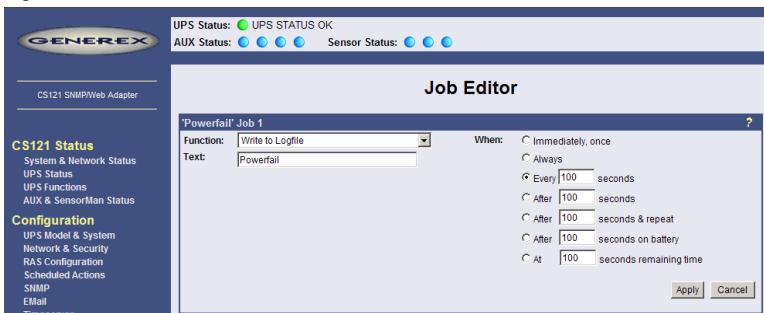 GENEREX
UPS Status: UPS STATUS OK
AUX Status: Sensor Status:
CS121 SNMP/Web Adapter
CS121 Status
System & Network Status
UPS Status
UPS Functions
AUX & SensorMan Status
Configuration
UPS Model & System
Network & Security
RAS Configuration
Scheduled Actions
SNMP
EMail
Timeserver
Job Editor
'Powerfail' Job 1 ?
Function: Write to Logfile When: Immediately, once
Text: Powerfail Always
Every 100 seconds
After 100 seconds
After 100 seconds & repeat
After 100 seconds on battery
At 100 seconds remaining time
Apply Cancel